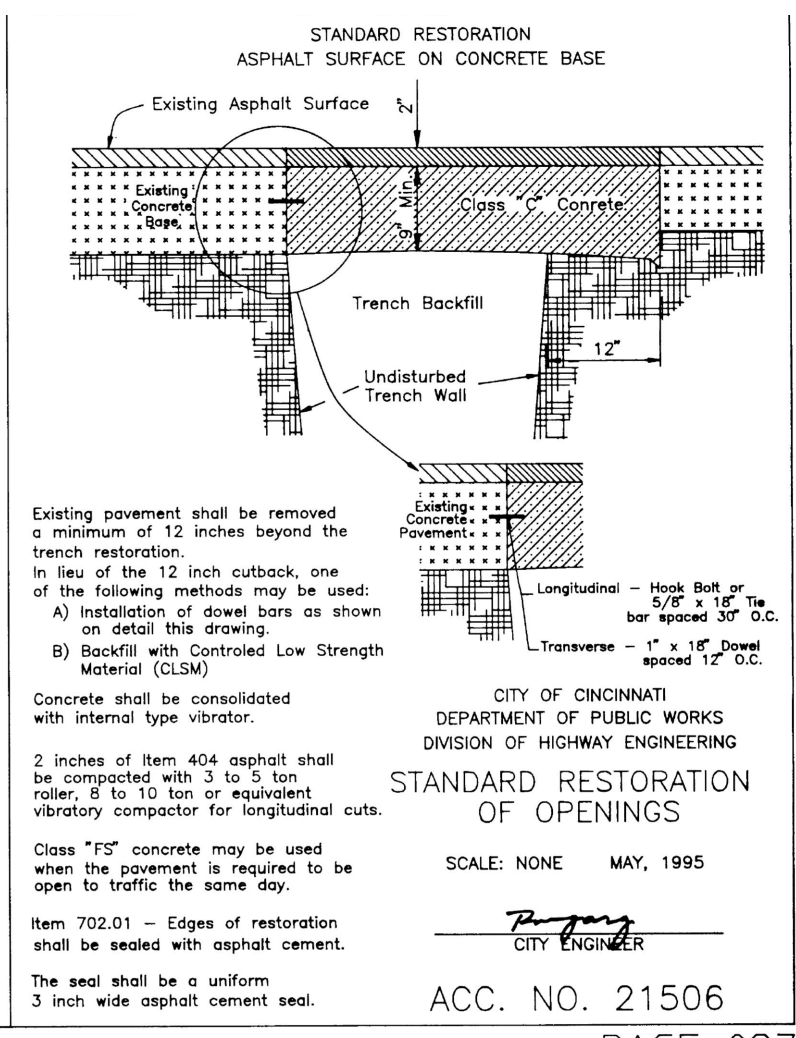 STANDARD RESTORATION
ASPHALT SURFACE ON CONCRETE BASE
Existing Asphalt Surface
2"
Existing
Concrete
Base
9" Min.
Class "C" Conrete
Trench Backfill
12"
Undisturbed
Trench Wall
Existing
Concrete
Pavement
Longitudinal – Hook Bolt or
5/8" x 18" Tie
bar spaced 30" O.C.
Transverse – 1" x 18" Dowel
spaced 12" O.C.
Existing pavement shall be removed
a minimum of 12 inches beyond the
trench restoration.
In lieu of the 12 inch cutback, one
of the following methods may be used:
A) Installation of dowel bars as shown
on detail this drawing.
B) Backfill with Controled Low Strength
Material (CLSM)
Concrete shall be consolidated
with internal type vibrator.
2 inches of Item 404 asphalt shall
be compacted with 3 to 5 ton
roller, 8 to 10 ton or equivalent
vibratory compactor for longitudinal cuts.
Class "FS" concrete may be used
when the pavement is required to be
open to traffic the same day.
Item 702.01 – Edges of restoration
shall be sealed with asphalt cement.
The seal shall be a uniform
3 inch wide asphalt cement seal.
CITY OF CINCINNATI
DEPARTMENT OF PUBLIC WORKS
DIVISION OF HIGHWAY ENGINEERING
STANDARD RESTORATION
OF OPENINGS
SCALE: NONE MAY, 1995
CITY ENGINEER
ACC. NO. 21506